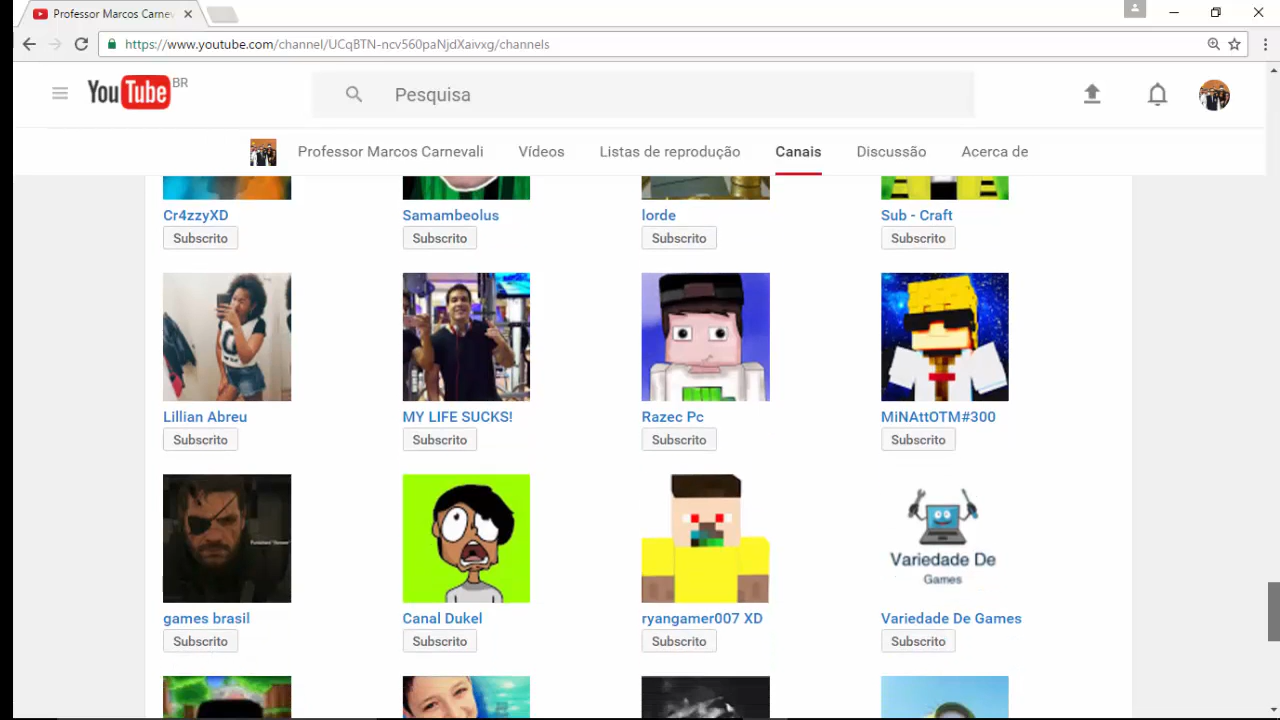 Professor Marcos Carnev
https://www.youtube.com/channel/UCqBTN-ncv560paNjdXaivxg/channels
YouTube BR
Pesquisa
Professor Marcos Carnevali Vídeos Listas de reprodução Canais Discussão Acerca de
Cr4zzyXD Samambeolus lorde Sub - Craft
Subscrito Subscrito Subscrito Subscrito
Lillian Abreu MY LIFE SUCKS! Razec Pc MiNAttOTM#300
Subscrito Subscrito Subscrito Subscrito
Variedade De
Games
games brasil Canal Dukel ryangamer007 XD Variedade De Games
Subscrito Subscrito Subscrito Subscrito